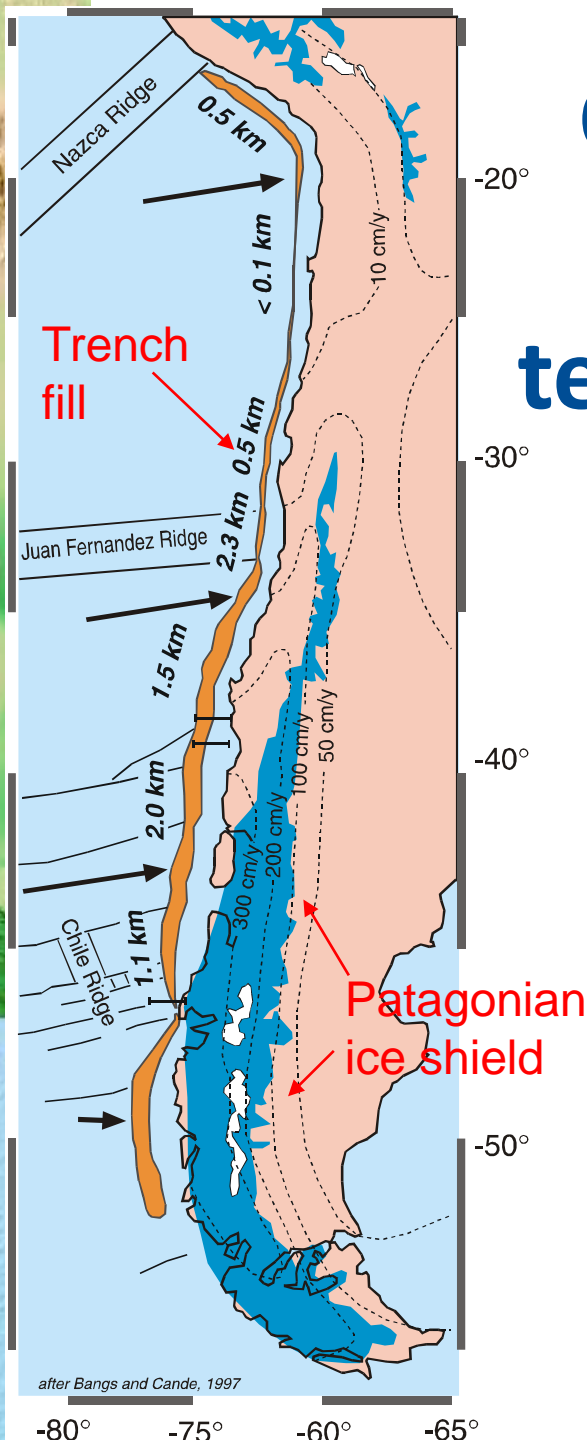 Nazca Ridge
0.5 km
-20°
< 0.1 km
10 cm/y
Trench
fill
te
0.5 km
-30°
2.3 km
Juan Fernandez Ridge
1.5 km
50 cm/y
100 cm/y
-40°
2.0 km
200 cm/y
300 cm/y
Chile Ridge
1.1 km
Patagonian
ice shield
-50°
after Bangs and Cande, 1997
-80°
-75°
-60°
-65°